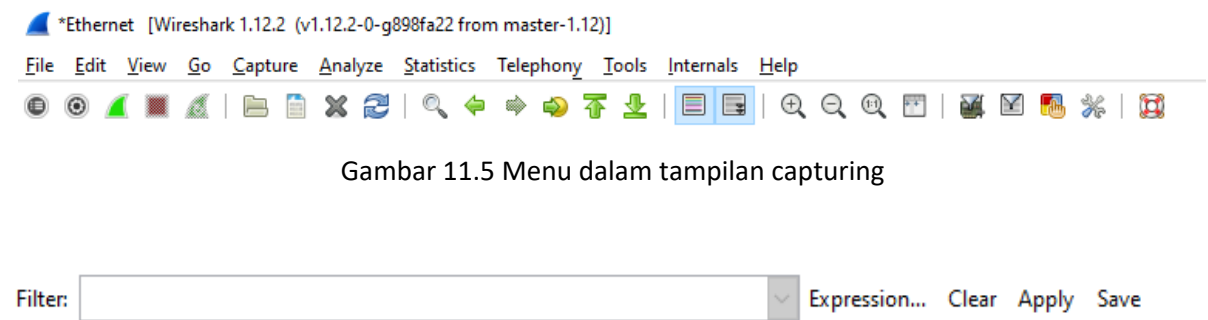 *Ethernet [Wireshark 1.12.2 (v1.12.2-0-g898fa22 from master-1.12)]
File Edit View Go Capture Analyze Statistics Telephony Tools Internals Help
Gambar 11.5 Menu dalam tampilan capturing
Filter: Expression... Clear Apply Save